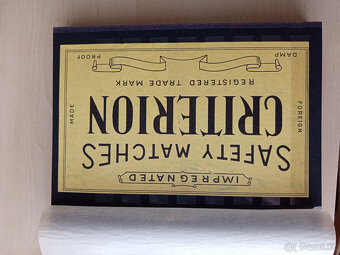 IMPREGNATED
SAFETY MATCHES
CRITERION
FOREIGN
MADE
REGISTERED TRADE MARK
DAMP
PROOF